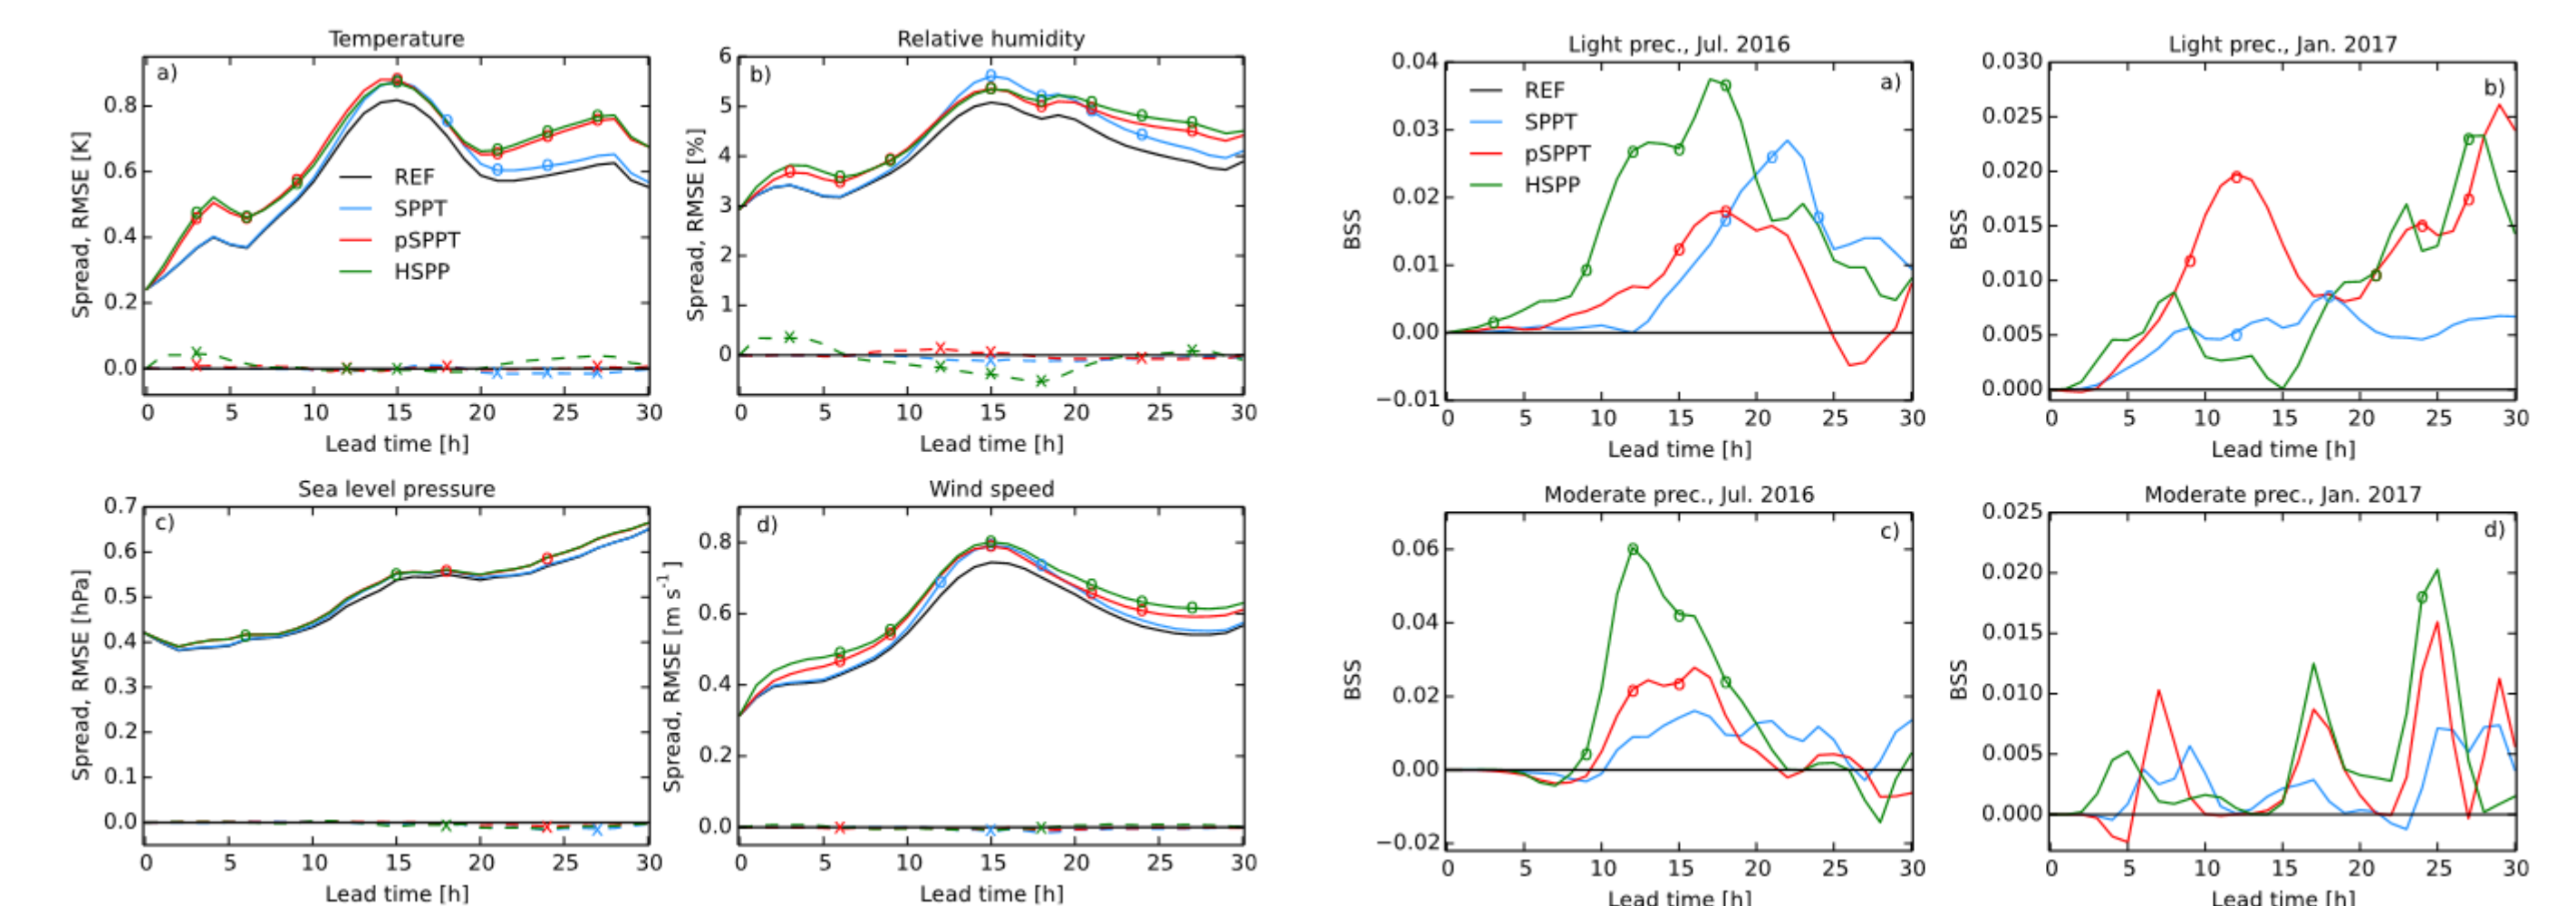 Temperature
a)
Spread, RMSE [K]
0.8
0.6
0.4
0.2
0.0
REF
SPPT
pSPPT
HSPP
0 5 10 15 20 25 30
Lead time [h]
Relative humidity
b)
Spread, RMSE [%]
6
5
4
3
2
1
0
0 5 10 15 20 25 30
Lead time [h]
Light prec., Jul. 2016
a)
BSS
0.04
0.03
0.02
0.01
0.00
−0.01
REF
SPPT
pSPPT
HSPP
0 5 10 15 20 25 30
Lead time [h]
Light prec., Jan. 2017
b)
BSS
0.030
0.025
0.020
0.015
0.010
0.005
0.000
0 5 10 15 20 25 30
Lead time [h]
Sea level pressure
c)
Spread, RMSE [hPa]
0.7
0.6
0.5
0.4
0.3
0.2
0.1
0.0
0 5 10 15 20 25 30
Lead time [h]
Wind speed
d)
Spread, RMSE [m s⁻¹]
0.8
0.6
0.4
0.2
0.0
0 5 10 15 20 25 30
Lead time [h]
Moderate prec., Jul. 2016
c)
BSS
0.06
0.04
0.02
0.00
−0.02
0 5 10 15 20 25 30
Lead time [h]
Moderate prec., Jan. 2017
d)
BSS
0.025
0.020
0.015
0.010
0.005
0.000
0 5 10 15 20 25 30
Lead time [h]